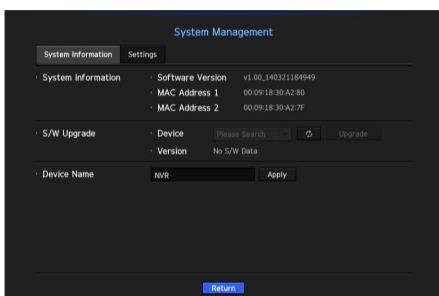 System Management
System Information Settings
· System Information · Software Version v1.00_140321184949
· MAC Address 1 00:09:18:30:A2:80
· MAC Address 2 00:09:18:30:A2:7F
· S/W Upgrade · Device Please Search Upgrade
· Version No S/W Data
· Device Name NVR Apply
Return